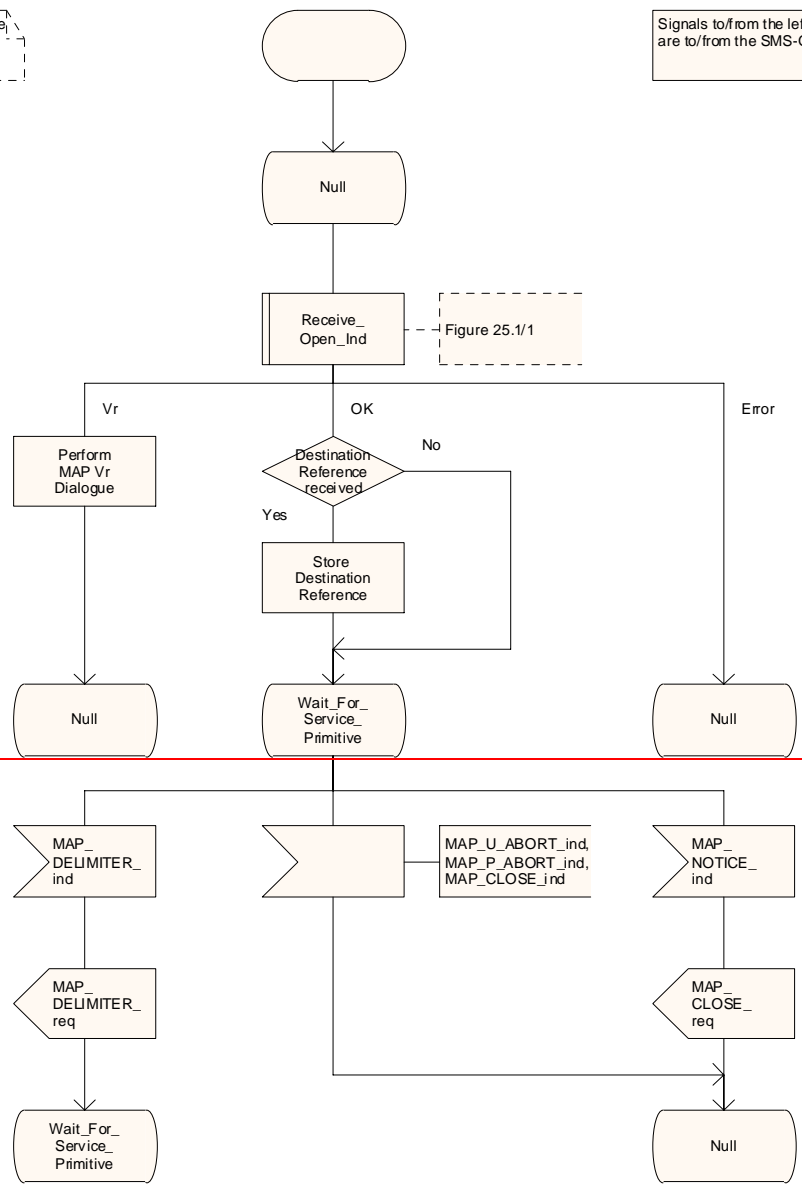 Signals to/from the
are to/from the
Null
Receive_
Open_Ind
Figure 25.1/1
Vr
OK
Error
Perform
MAP Vr
Dialogue
Destination
Reference
received
No
Yes
Store
Destination
Reference
Null
Wait_For_
Service_
Primitive
Null
MAP_
DELIMITER_
ind
MAP_U_ABORT_ind,
MAP_P_ABORT_ind,
MAP_CLOSE_ind
MAP_
NOTICE_
ind
MAP_
DELIMITER_
req
MAP_
CLOSE_
req
Wait_For_
Service_
Primitive
Null